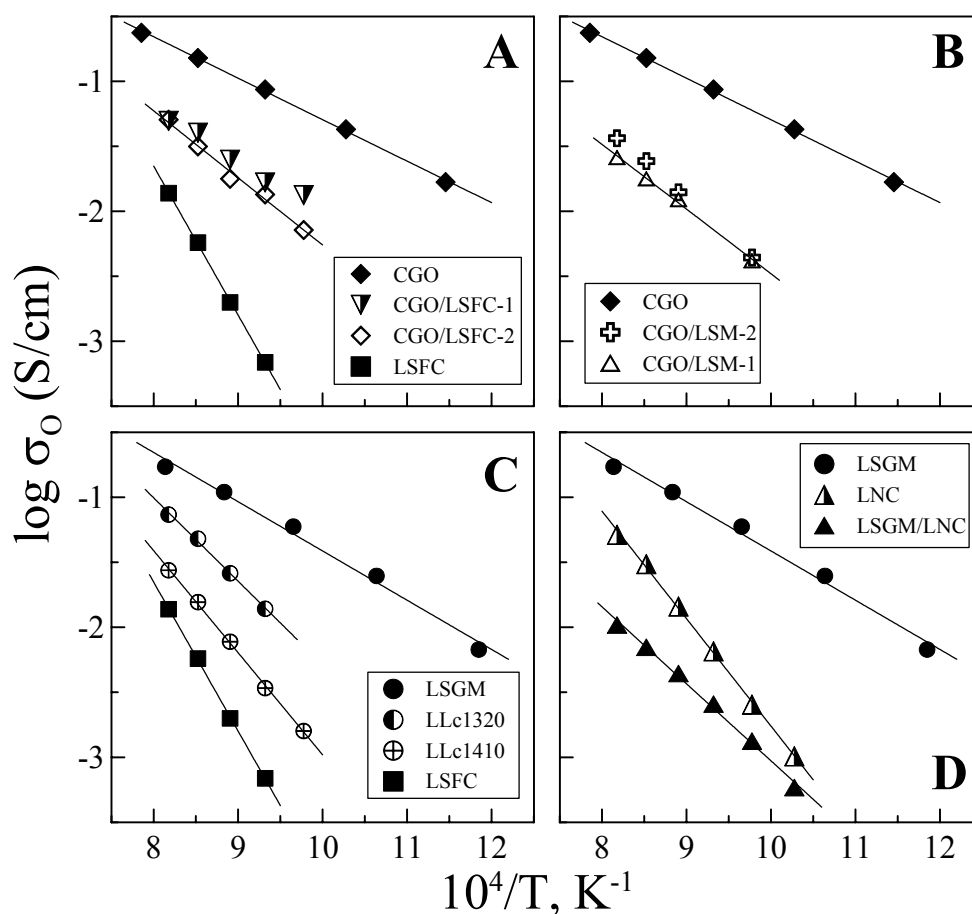 A
B
-1
-2
-3
CGO
CGO/LSFC-1
CGO/LSFC-2
LSFC
CGO
CGO/LSM-2
CGO/LSM-1
log σO (S/cm)
C
D
-1
-2
-3
LSGM
LLc1320
LLc1410
LSFC
LSGM
LNC
LSGM/LNC
8 9 10 11 12
8 9 10 11 12
10⁴/T, K⁻¹